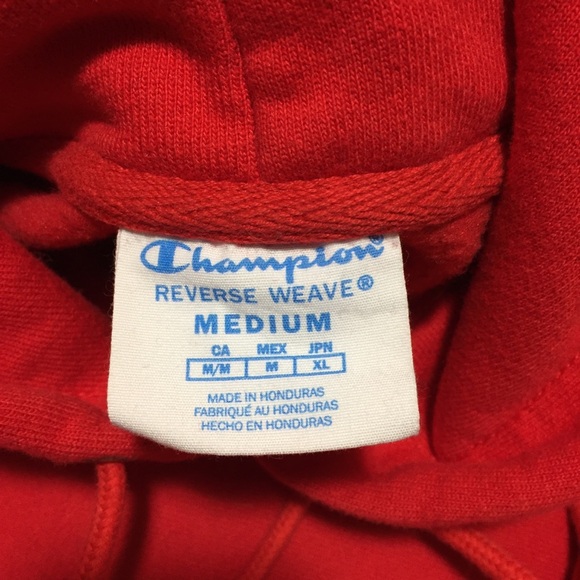 Champion®
REVERSE WEAVE®
MEDIUM
CA MEX JPN
M/M M XL
MADE IN HONDURAS
FABRIQUÉ AU HONDURAS
HECHO EN HONDURAS